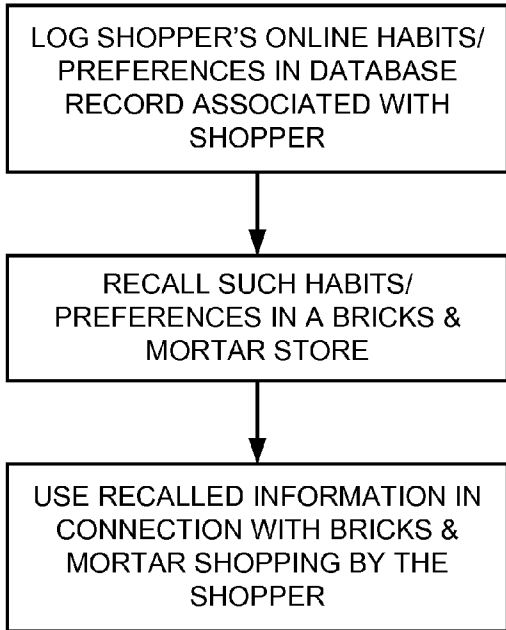 LOG SHOPPER'S ONLINE HABITS/
PREFERENCES IN DATABASE
RECORD ASSOCIATED WITH
SHOPPER
RECALL SUCH HABITS/
PREFERENCES IN A BRICKS &
MORTAR STORE
USE RECALLED INFORMATION IN
CONNECTION WITH BRICKS &
MORTAR SHOPPING BY THE
SHOPPER